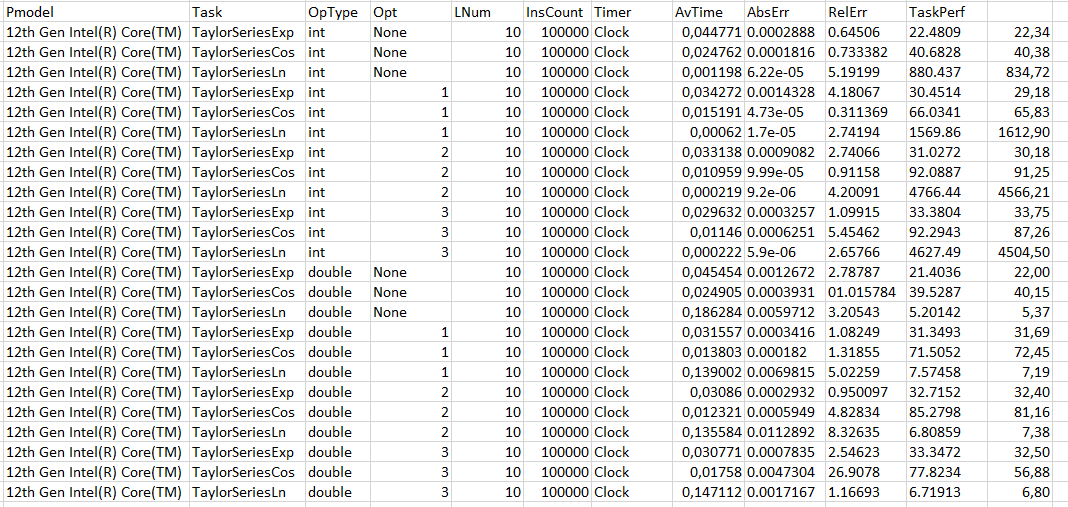 Pmodel Task OpType Opt LNum InsCount Timer AvTime AbsErr RelErr TaskPerf
12th Gen Intel(R) Core(TM) TaylorSeriesExp int None 10 100000 Clock 0,044771 0.0002888 0.64506 22.4809 22,34
12th Gen Intel(R) Core(TM) TaylorSeriesCos int None 10 100000 Clock 0,024762 0.0001816 0.733382 40.6828 40,38
12th Gen Intel(R) Core(TM) TaylorSeriesLn int None 10 100000 Clock 0,001198 6.22e-05 5.19199 880.437 834,72
12th Gen Intel(R) Core(TM) TaylorSeriesExp int 1 10 100000 Clock 0,034272 0.0014328 4.18067 30.4514 29,18
12th Gen Intel(R) Core(TM) TaylorSeriesCos int 1 10 100000 Clock 0,015191 4.73e-05 0.311369 66.0341 65,83
12th Gen Intel(R) Core(TM) TaylorSeriesLn int 1 10 100000 Clock 0,00062 1.7e-05 2.74194 1569.86 1612,90
12th Gen Intel(R) Core(TM) TaylorSeriesExp int 2 10 100000 Clock 0,033138 0.0009082 2.74066 31.0272 30,18
12th Gen Intel(R) Core(TM) TaylorSeriesCos int 2 10 100000 Clock 0,010959 9.99e-05 0.91158 92.0887 91,25
12th Gen Intel(R) Core(TM) TaylorSeriesLn int 2 10 100000 Clock 0,000219 9.2e-06 4.20091 4766.44 4566,21
12th Gen Intel(R) Core(TM) TaylorSeriesExp int 3 10 100000 Clock 0,029632 0.0003257 1.09915 33.3804 33,75
12th Gen Intel(R) Core(TM) TaylorSeriesCos int 3 10 100000 Clock 0,01146 0.0006251 5.45462 92.2943 87,26
12th Gen Intel(R) Core(TM) TaylorSeriesLn int 3 10 100000 Clock 0,000222 5.9e-06 2.65766 4627.49 4504,50
12th Gen Intel(R) Core(TM) TaylorSeriesExp double None 10 100000 Clock 0,045454 0.0012672 2.78787 21.4036 22,00
12th Gen Intel(R) Core(TM) TaylorSeriesCos double None 10 100000 Clock 0,024905 0.0003931 01.015784 39.5287 40,15
12th Gen Intel(R) Core(TM) TaylorSeriesLn double None 10 100000 Clock 0,186284 0.0059712 3.20543 5.20142 5,37
12th Gen Intel(R) Core(TM) TaylorSeriesExp double 1 10 100000 Clock 0,031557 0.0003416 1.08249 31.3493 31,69
12th Gen Intel(R) Core(TM) TaylorSeriesCos double 1 10 100000 Clock 0,013803 0.000182 1.31855 71.5052 72,45
12th Gen Intel(R) Core(TM) TaylorSeriesLn double 1 10 100000 Clock 0,139002 0.0069815 5.02259 7.57458 7,19
12th Gen Intel(R) Core(TM) TaylorSeriesExp double 2 10 100000 Clock 0,03086 0.0002932 0.950097 32.7152 32,40
12th Gen Intel(R) Core(TM) TaylorSeriesCos double 2 10 100000 Clock 0,012321 0.0005949 4.82834 85.2798 81,16
12th Gen Intel(R) Core(TM) TaylorSeriesLn double 2 10 100000 Clock 0,135584 0.0112892 8.32635 6.80859 7,38
12th Gen Intel(R) Core(TM) TaylorSeriesExp double 3 10 100000 Clock 0,030771 0.0007835 2.54623 33.3472 32,50
12th Gen Intel(R) Core(TM) TaylorSeriesCos double 3 10 100000 Clock 0,01758 0.0047304 26.9078 77.8234 56,88
12th Gen Intel(R) Core(TM) TaylorSeriesLn double 3 10 100000 Clock 0,147112 0.0017167 1.16693 6.71913 6,80